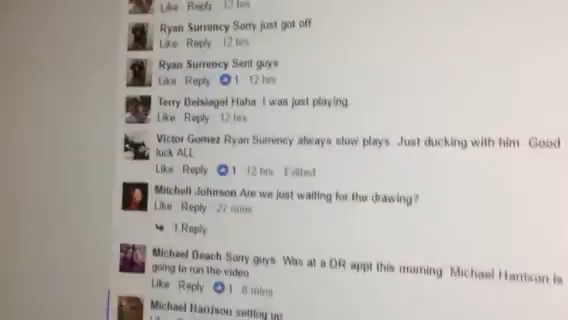 Like Reply 12 hrs
Ryan Surrency Sorry just got off
Like Reply 12 hrs
Ryan Surrency Sent guys
Like Reply 1 12 hrs
Terry Beisiegel Haha I was just playing.
Like Reply 12 hrs
Victor Gomez Ryan Surrency always slow plays. Just ducking with him Good
luck ALL
Like Reply 1 12 hrs Edited
Mitchell Johnson Are we just waiting for the drawing?
Like Reply 27 mins
1 Reply
Michael Beach Sorry guys. Was at a DR appt this morning. Michael Harrison is
going to run the video
Like Reply 1 8 mins
Michael Harrison setting up
Like